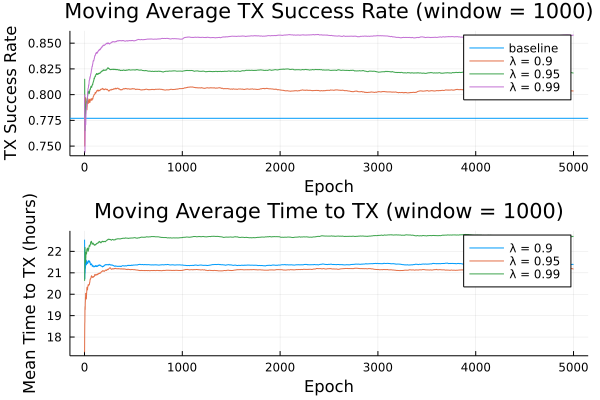 Moving Average TX Success Rate (window = 1000)
TX Success Rate
0.850
0.825
0.800
0.775
0.750
baseline
λ = 0.9
λ = 0.95
λ = 0.99
0 1000 2000 3000 4000 5000
Epoch
Moving Average Time to TX (window = 1000)
Mean Time to TX (hours)
22
21
20
19
18
λ = 0.9
λ = 0.95
λ = 0.99
0 1000 2000 3000 4000 5000
Epoch